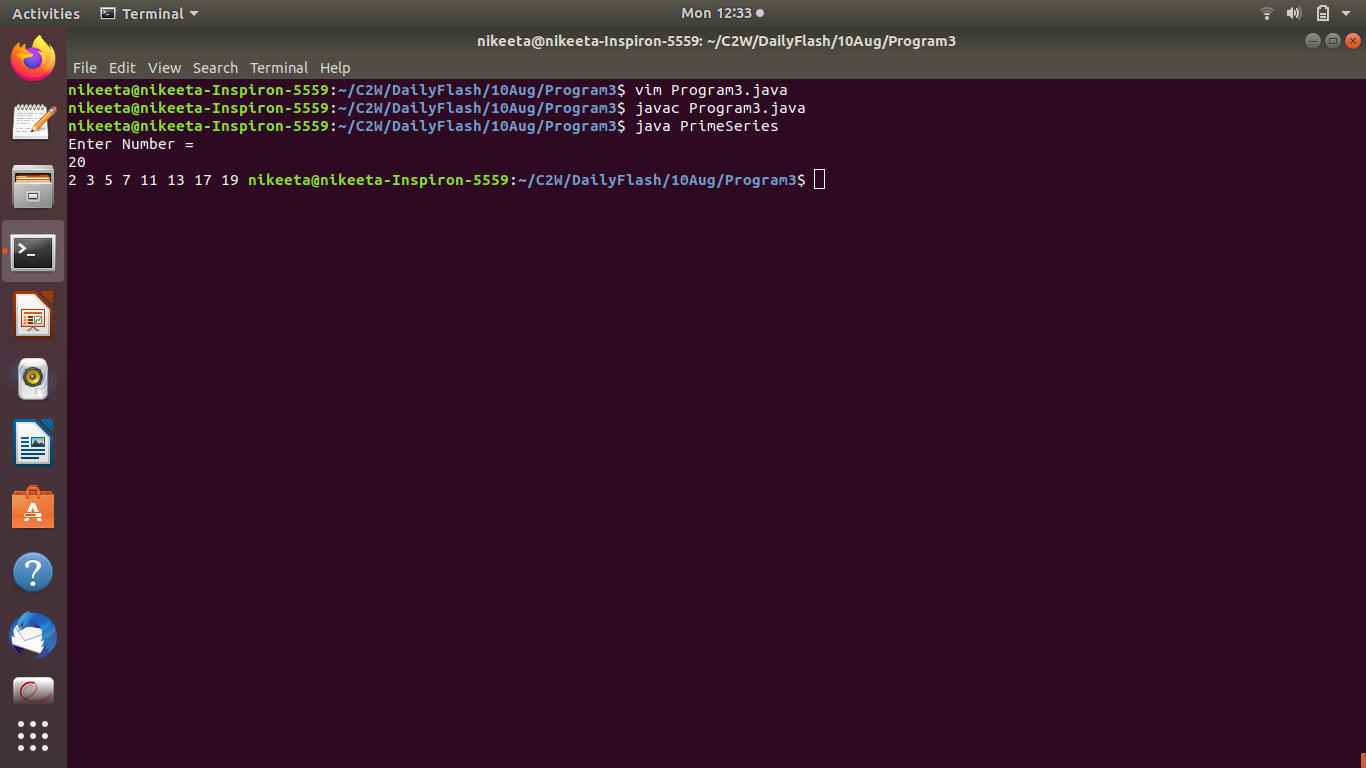 Activities Terminal Mon 12:33
nikeeta@nikeeta-Inspiron-5559: ~/C2W/DailyFlash/10Aug/Program3
File Edit View Search Terminal Help
nikeeta@nikeeta-Inspiron-5559:~/C2W/DailyFlash/10Aug/Program3$ vim Program3.java
nikeeta@nikeeta-Inspiron-5559:~/C2W/DailyFlash/10Aug/Program3$ javac Program3.java
nikeeta@nikeeta-Inspiron-5559:~/C2W/DailyFlash/10Aug/Program3$ java PrimeSeries
Enter Number =
20
2 3 5 7 11 13 17 19 nikeeta@nikeeta-Inspiron-5559:~/C2W/DailyFlash/10Aug/Program3$